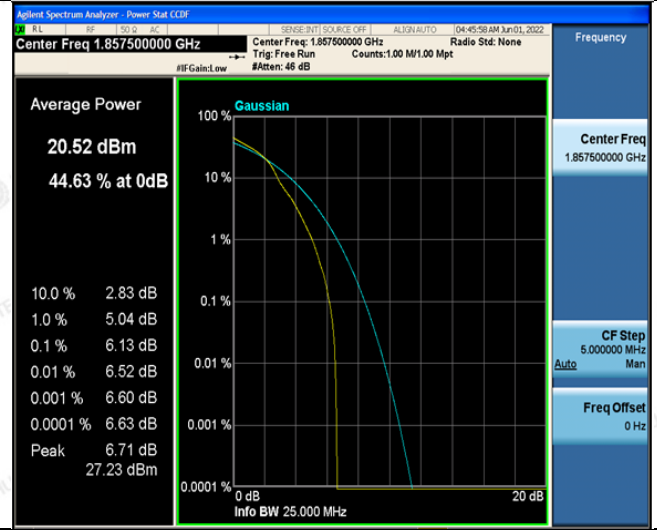 Agilent Spectrum Analyzer - Power Stat CCDF
RL RF 50 Ω AC SENSE:INT SOURCE OFF ALIGN AUTO 04:45:58 AM Jun 01, 2022
Center Freq 1.857500000 GHz
Center Freq: 1.857500000 GHz Radio Std: None
Trig: Free Run Counts:1.00 M/1.00 Mpt
#IFGain:Low #Atten: 46 dB
Frequency
Average Power
20.52 dBm
44.63 % at 0dB
10.0 % 2.83 dB
1.0 % 5.04 dB
0.1 % 6.13 dB
0.01 % 6.52 dB
0.001 % 6.60 dB
0.0001 % 6.63 dB
Peak 6.71 dB
27.23 dBm
Gaussian
100 %
10 %
1 %
0.1 %
0.01 %
0.001 %
0.0001 %
0 dB 20 dB
Info BW 25.000 MHz
Center Freq
1.857500000 GHz
CF Step
5.000000 MHz
Auto Man
Freq Offset
0 Hz